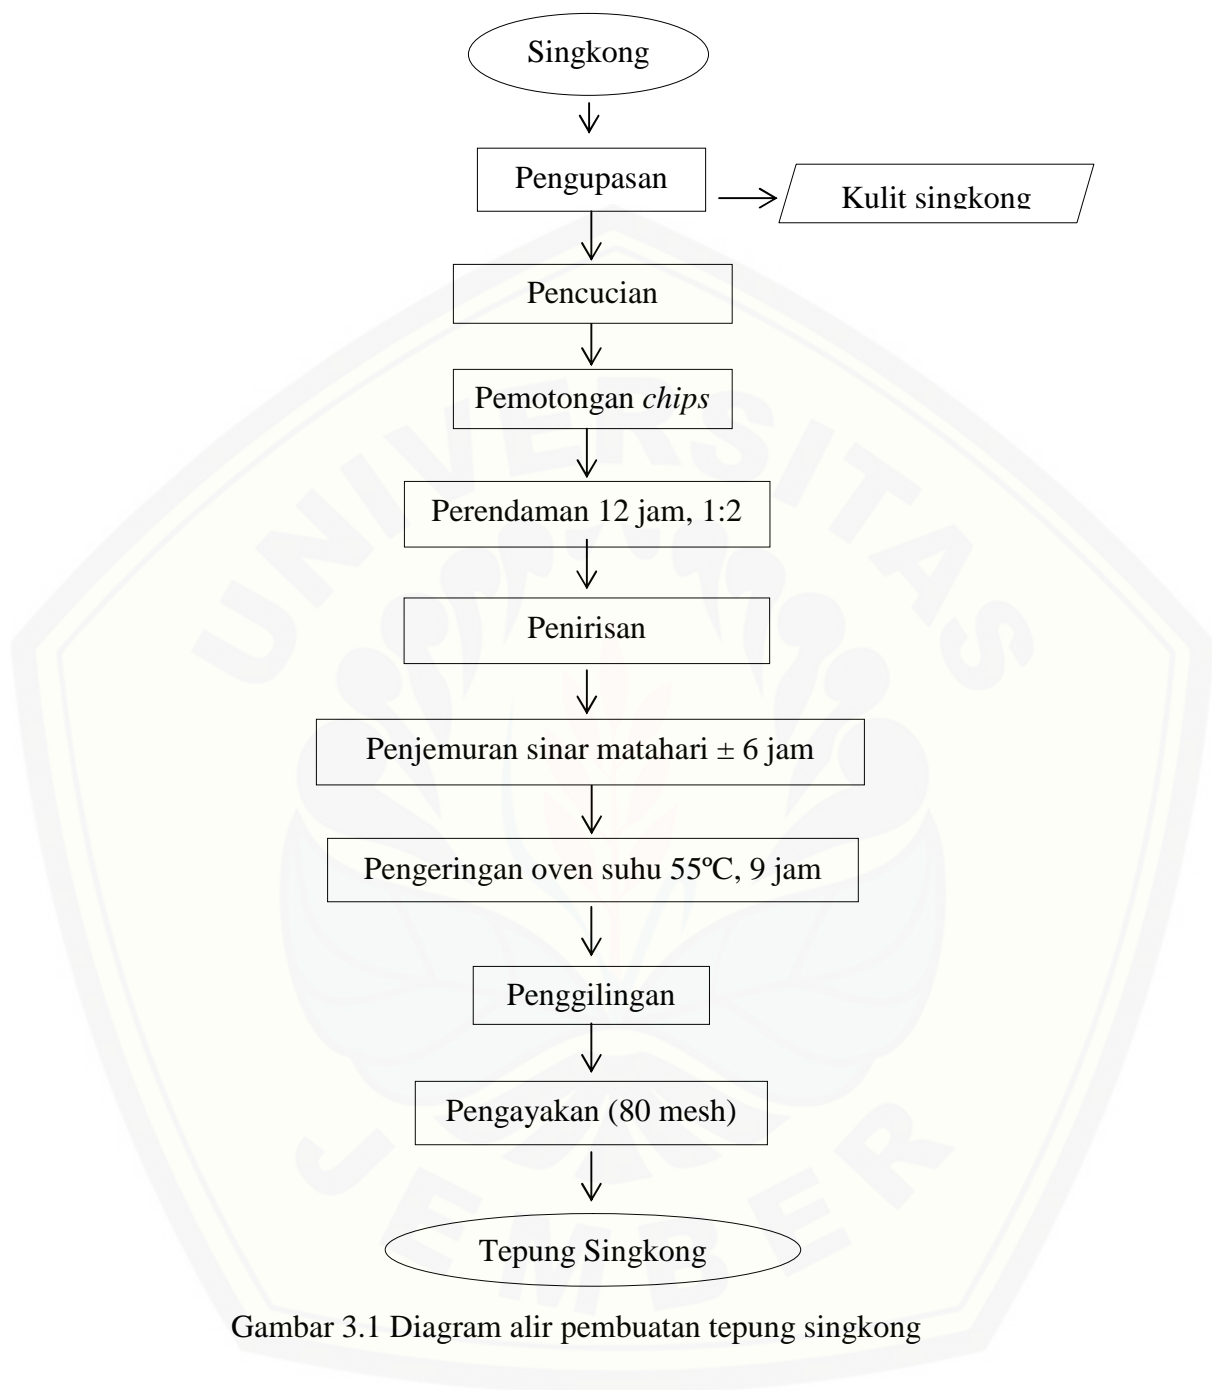 Singkong
Pengupasan
Kulit singkong
Pencucian
Pemotongan chips
Perendaman 12 jam, 1:2
Penirisan
Penjemuran sinar matahari ± 6 jam
Pengeringan oven suhu 55ºC, 9 jam
Penggilingan
Pengayakan (80 mesh)
Tepung Singkong
Gambar 3.1 Diagram alir pembuatan tepung singkong
UNIVERSITAS
JEMBER